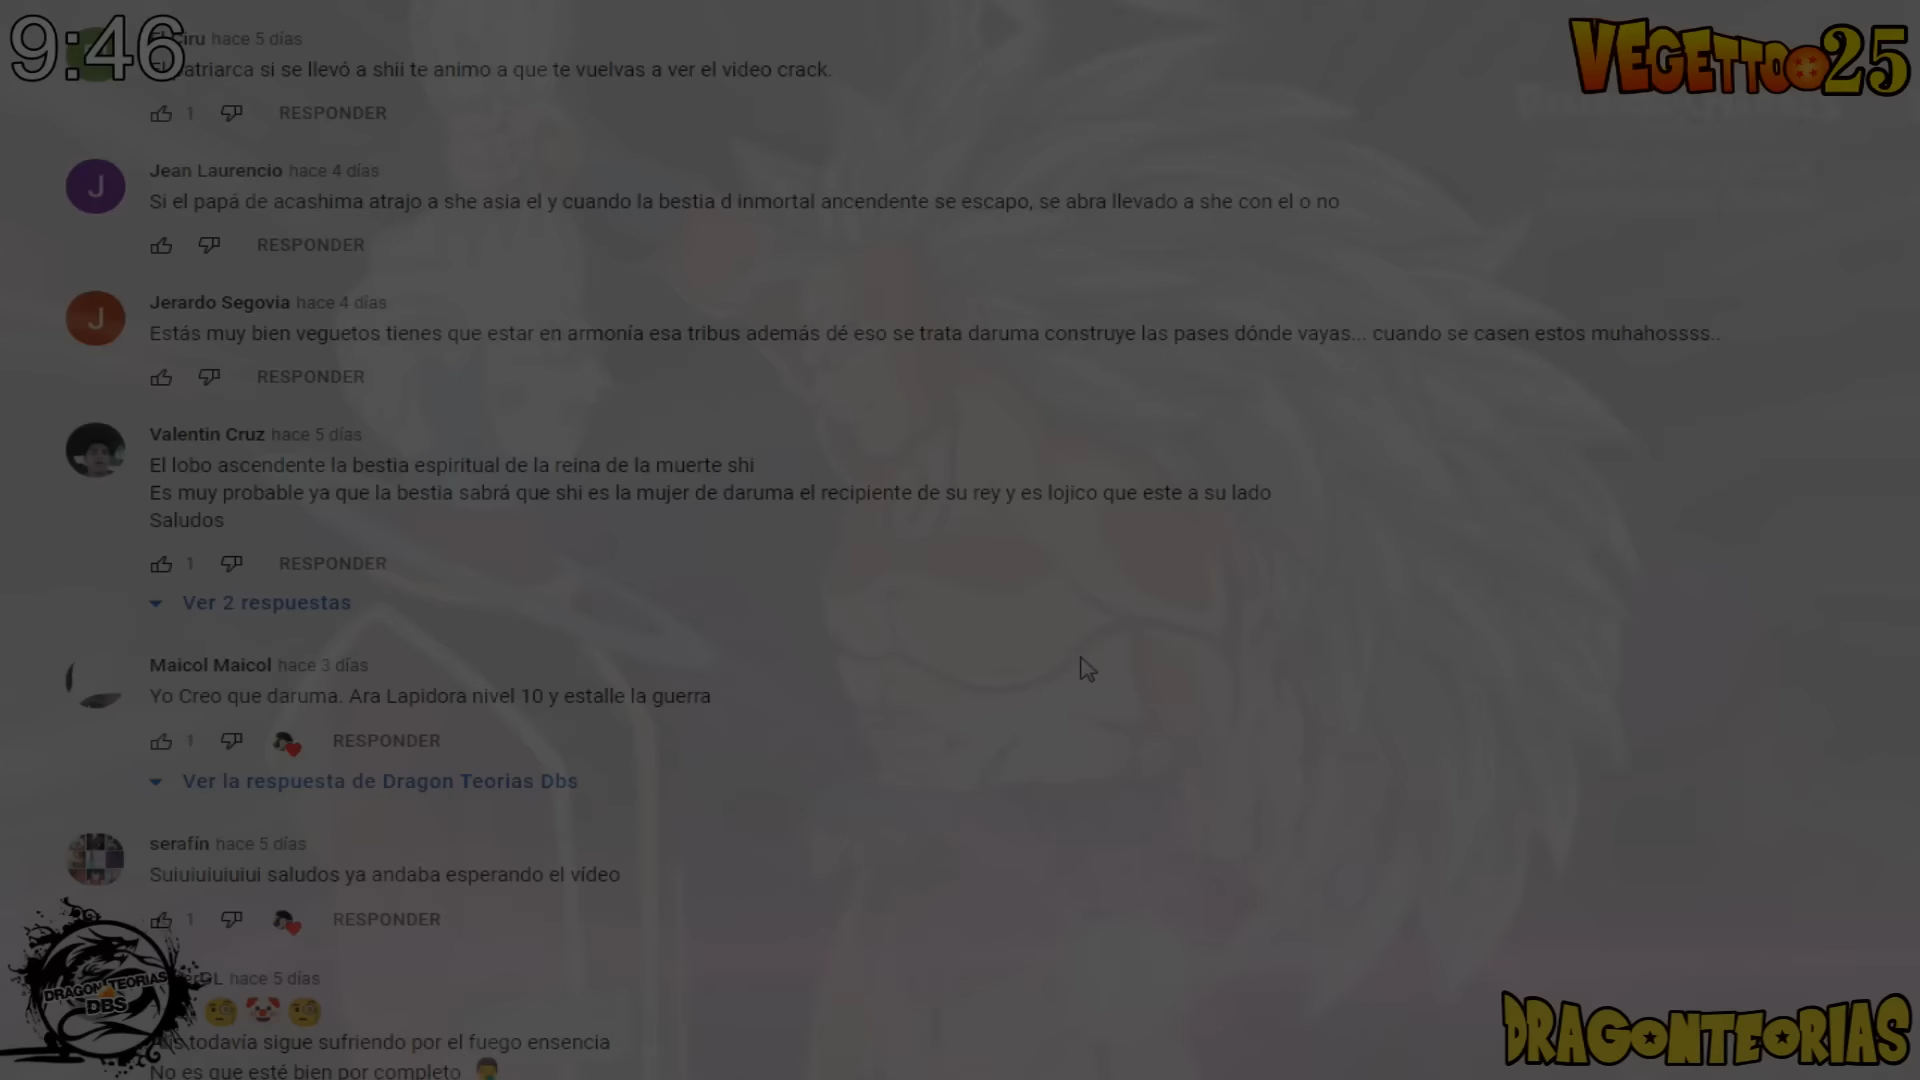 9:46
VEGETTO 25
hace 5 días
El patriarca si se llevó a shii te animo a que te vuelvas a ver el video crack.
1 RESPONDER
J
Jean Laurencio hace 4 días
Si el papá de acashima atrajo a she asia el y cuando la bestia d inmortal ancendente se escapo, se abra llevado a she con el o no
RESPONDER
J
Jerardo Segovia hace 4 días
Estás muy bien veguetos tienes que estar en armonía esa tribus además dé eso se trata daruma construye las pases dónde vayas... cuando se casen estos muhahossss..
RESPONDER
Valentin Cruz hace 5 días
El lobo ascendente la bestia espiritual de la reina de la muerte shi
Es muy probable ya que la bestia sabrá que shi es la mujer de daruma el recipiente de su rey y es lojico que este a su lado
Saludos
1 RESPONDER
Ver 2 respuestas
Maicol Maicol hace 3 días
Yo Creo que daruma. Ara Lapidora nivel 10 y estalle la guerra
1 RESPONDER
Ver la respuesta de Dragon Teorias Dbs
serafín hace 5 días
Suiuiuiuiuiui saludos ya andaba esperando el vídeo
1 RESPONDER
hace 5 días
todavía sigue sufriendo por el fuego ensencia
No es que esté bien por completo
DRAGON TEORIAS
DBS
DRAGONTEORIAS